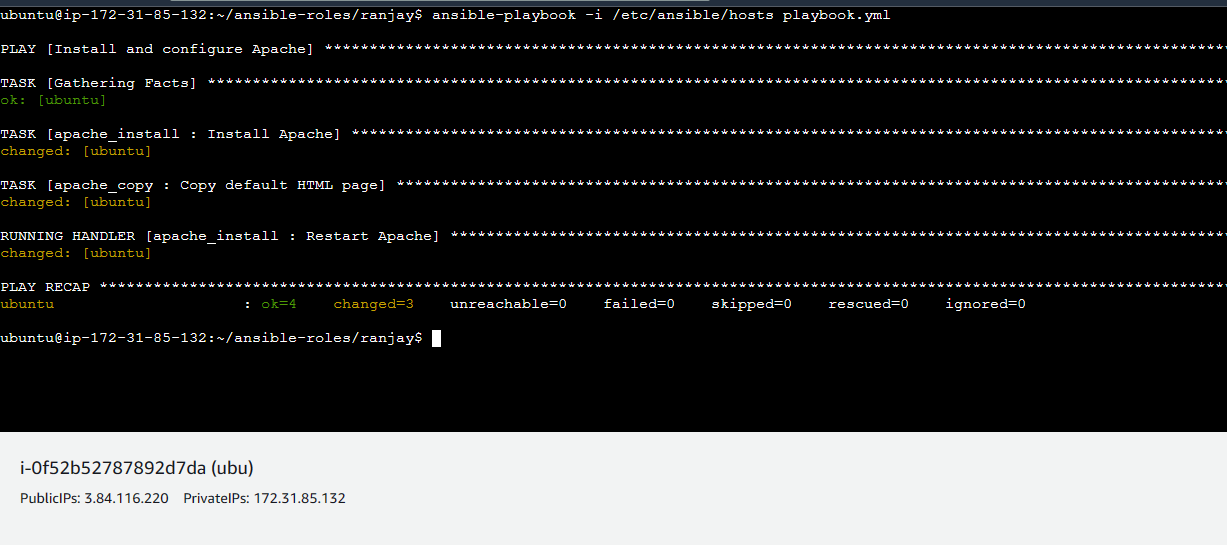 ubuntu@ip-172-31-85-132:~/ansible-roles/ranjay$ ansible-playbook -i /etc/ansible/hosts playbook.yml
PLAY [Install and configure Apache] ****************************************************************************************************
TASK [Gathering Facts] *****************************************************************************************************************
ok: [ubuntu]
TASK [apache_install : Install Apache] *************************************************************************************************
changed: [ubuntu]
TASK [apache_copy : Copy default HTML page] ********************************************************************************************
changed: [ubuntu]
RUNNING HANDLER [apache_install : Restart Apache] **************************************************************************************
changed: [ubuntu]
PLAY RECAP *****************************************************************************************************************************
ubuntu                     : ok=4    changed=3    unreachable=0    failed=0    skipped=0    rescued=0    ignored=0
ubuntu@ip-172-31-85-132:~/ansible-roles/ranjay$
i-0f52b52787892d7da (ubu)
PublicIPs: 3.84.116.220    PrivateIPs: 172.31.85.132